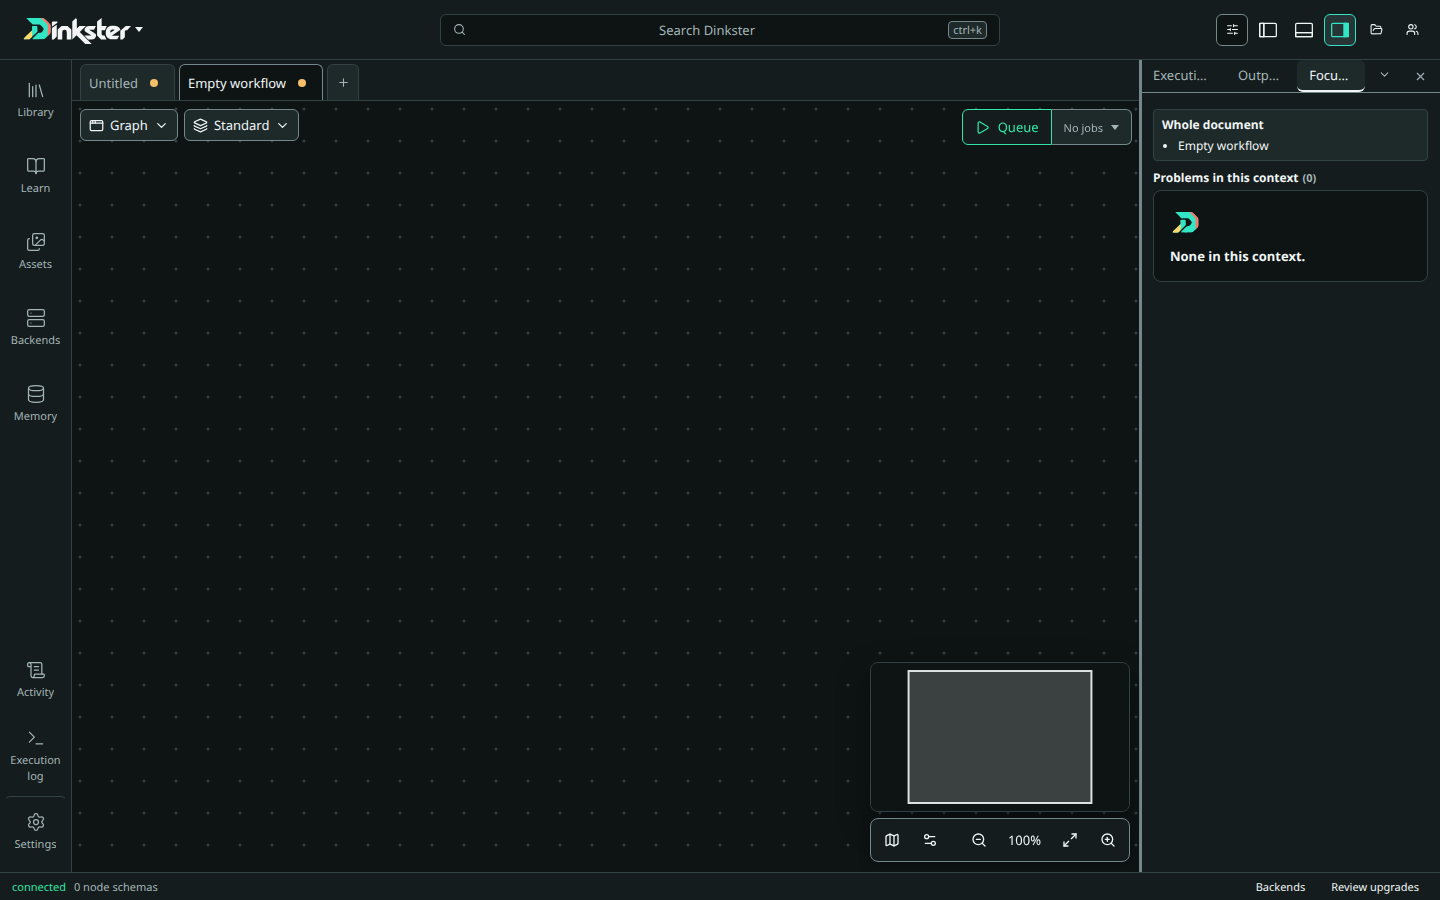 Dinkster
Search Dinkster
ctrl+k
Library
Learn
Assets
Backends
Memory
Activity
Execution
log
Settings
Untitled
Empty workflow
+
Graph
Standard
Queue
No jobs
100%
Executi...
Outp...
Focu...
Whole document
• Empty workflow
Problems in this context (0)
None in this context.
connected
0 node schemas
Backends
Review upgrades